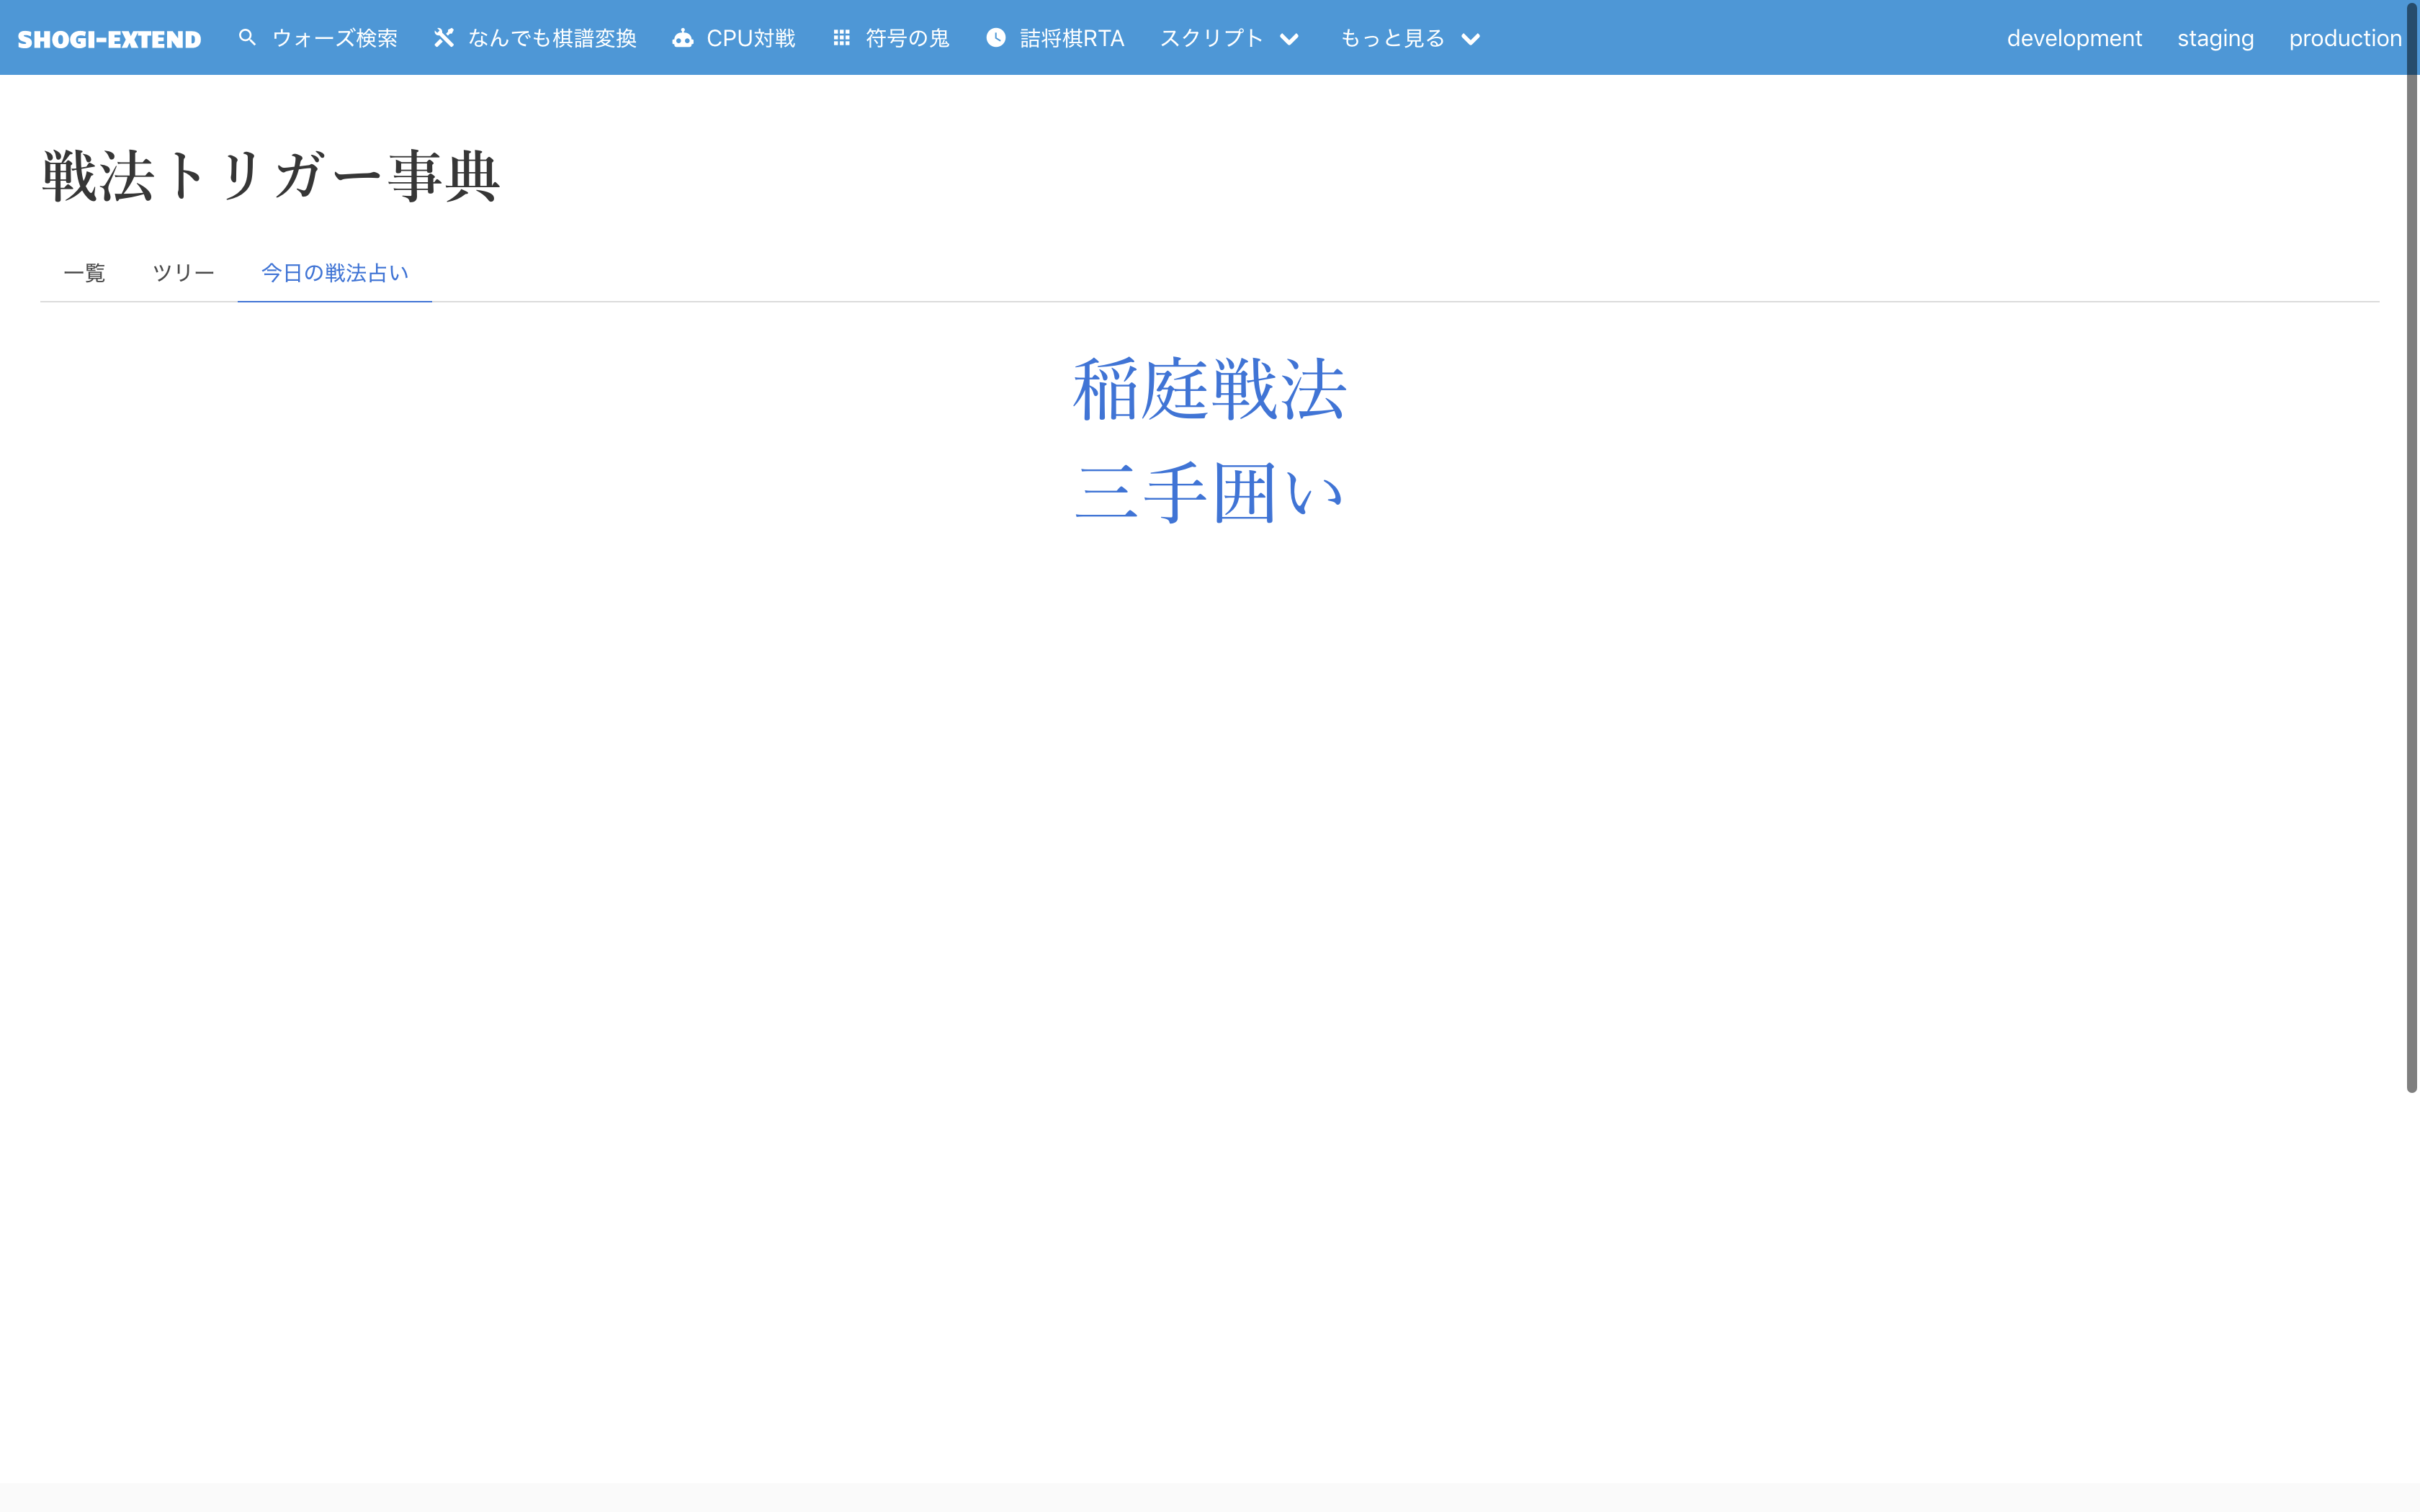 SHOGI-EXTEND ウォーズ検索 なんでも棋譜変換 CPU対戦 符号の鬼 詰将棋RTA スクリプト もっと見る development staging production
戦法トリガー事典
一覧 ツリー 今日の戦法占い
稲庭戦法
三手囲い